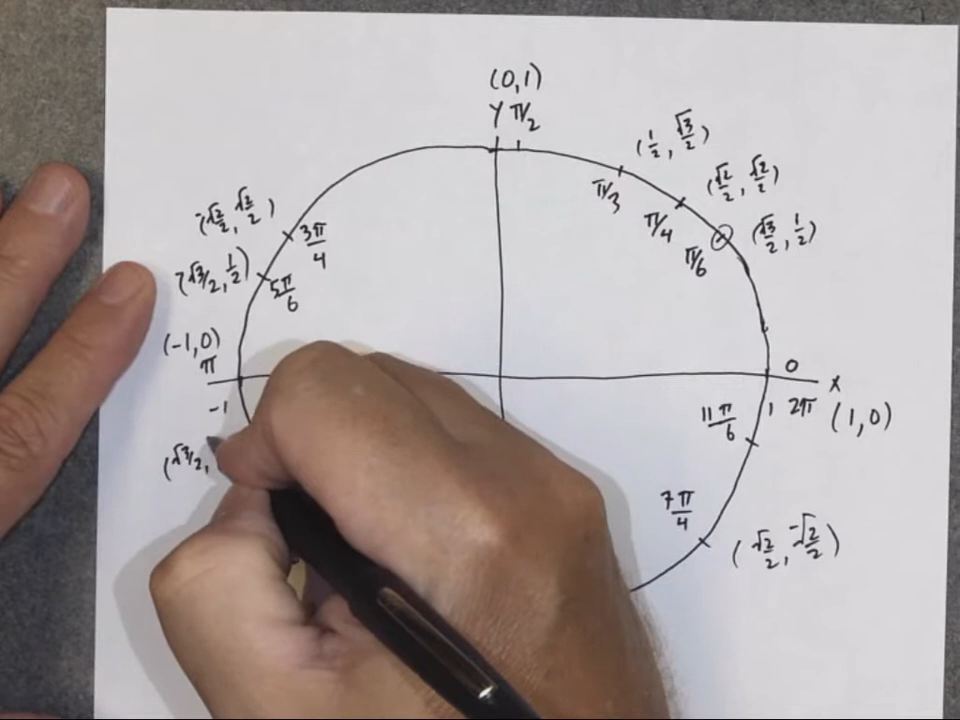 (0,1)
Y π/2
(1/2, √3/2)
π/3
(√2/2, √2/2)
π/4
(√3/2, 1/2)
π/6
-(√2/2, √2/2)
3π/4
(-√3/2, 1/2)
5π/6
(-1,0)
π
-1
0
x
1 2π
(1,0)
11π/6
(√3/2,
7π/4
(√2/2, -√2/2)